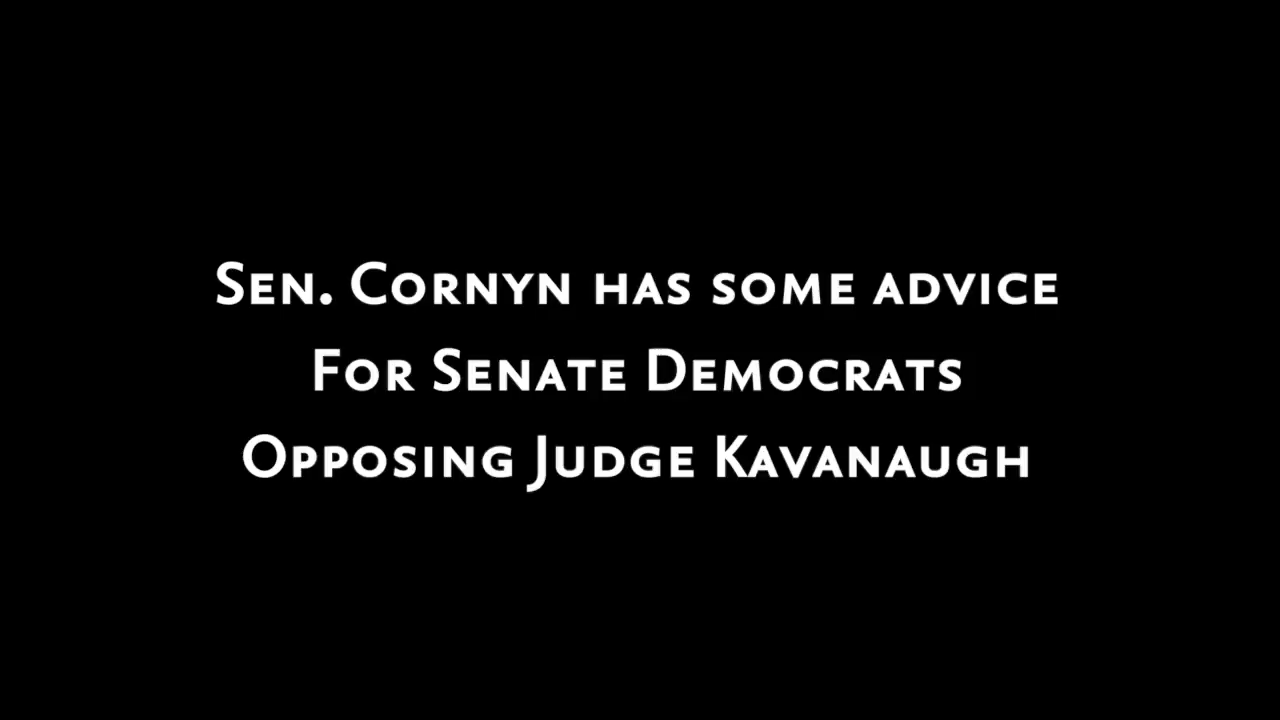 Sen. Cornyn has some advice
For Senate Democrats
Opposing Judge Kavanaugh